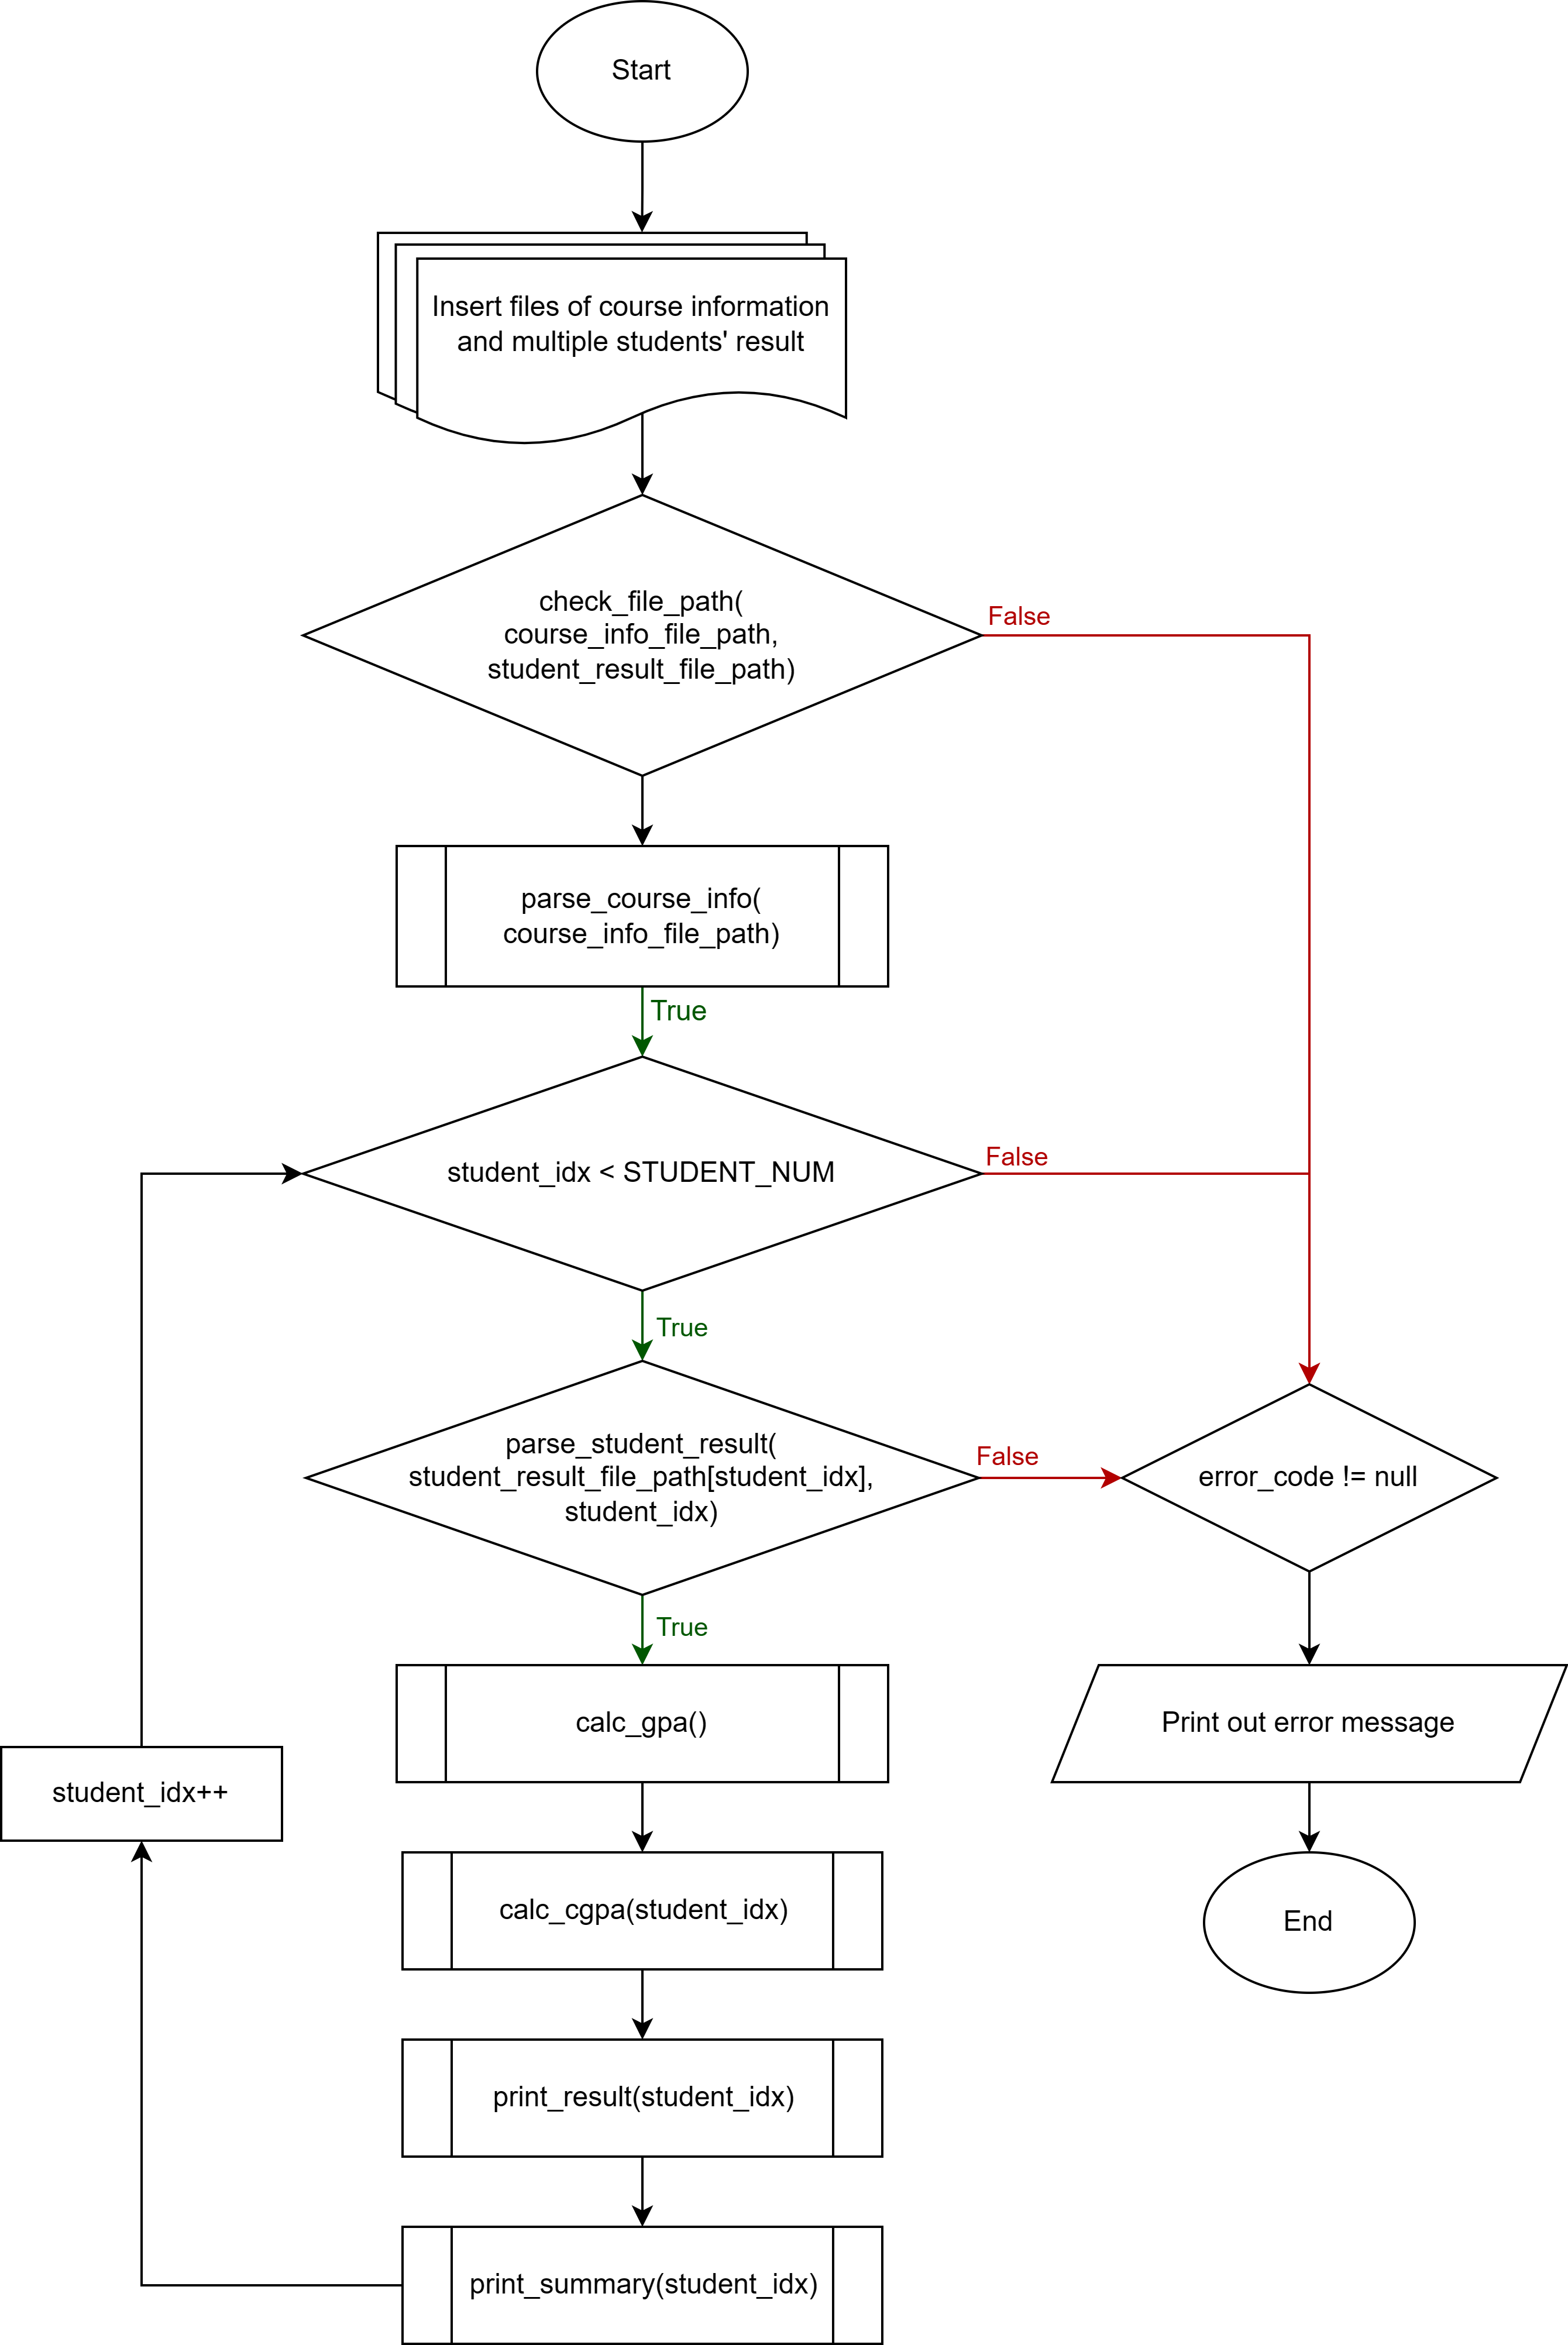 Start
Insert files of course information
and multiple students' result
check_file_path(
course_info_file_path,
student_result_file_path)
False
parse_course_info(
course_info_file_path)
True
student_idx < STUDENT_NUM
False
True
parse_student_result(
student_result_file_path[student_idx],
student_idx)
False
error_code != null
True
calc_gpa()
Print out error message
student_idx++
calc_cgpa(student_idx)
End
print_result(student_idx)
print_summary(student_idx)